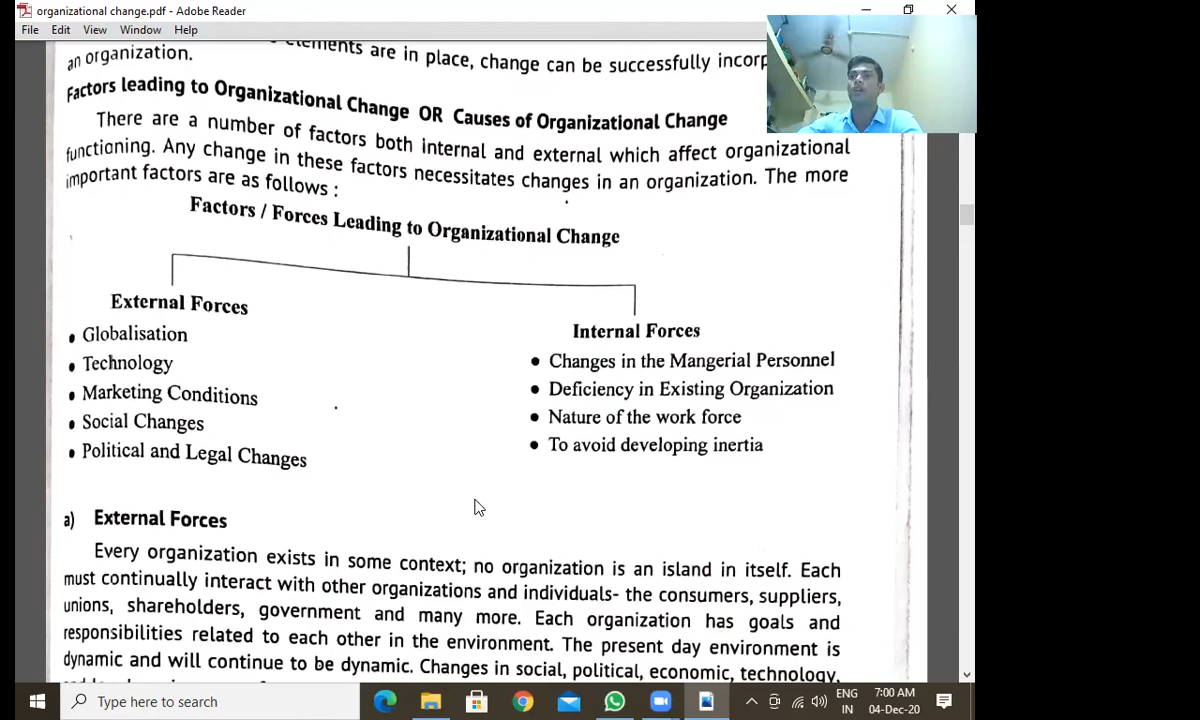 organizational change.pdf - Adobe Reader
File Edit View Window Help
elements are in place, change can be successfully incorp
an organization.
Factors leading to Organizational Change OR Causes of Organizational Change
There are a number of factors both internal and external which affect organizational
functioning. Any change in these factors necessitates changes in an organization. The more
important factors are as follows :
Factors / Forces Leading to Organizational Change
External Forces
• Globalisation
• Technology
• Marketing Conditions
• Social Changes
• Political and Legal Changes
Internal Forces
• Changes in the Mangerial Personnel
• Deficiency in Existing Organization
• Nature of the work force
• To avoid developing inertia
a) External Forces
Every organization exists in some context; no organization is an island in itself. Each
must continually interact with other organizations and individuals- the consumers, suppliers,
unions, shareholders, government and many more. Each organization has goals and
responsibilities related to each other in the environment. The present day environment is
dynamic and will continue to be dynamic. Changes in social, political, economic, technology,
Type here to search
ENG
IN
7:00 AM
04-Dec-20